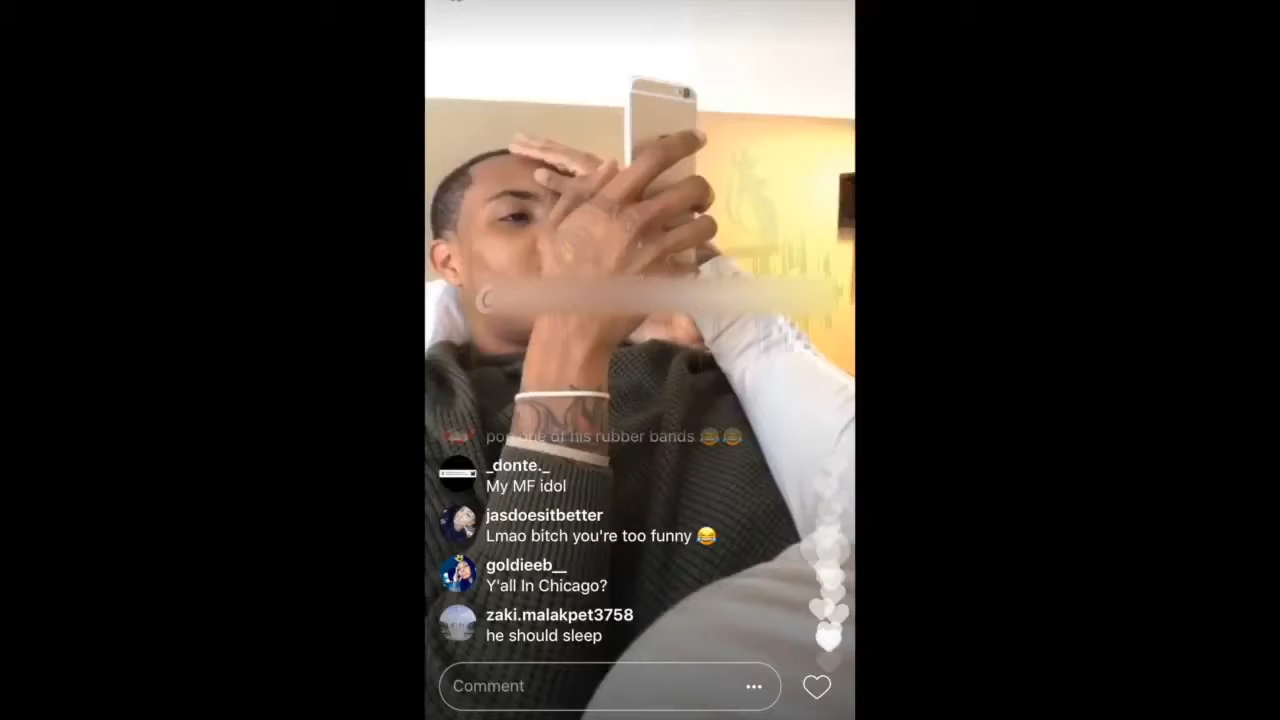 pop one of his rubber bands 😂😂
_donte._
My MF idol
jasdoesitbetter
Lmao bitch you're too funny 😂
goldieeb__
Y'all In Chicago?
zaki.malakpet3758
he should sleep
Comment